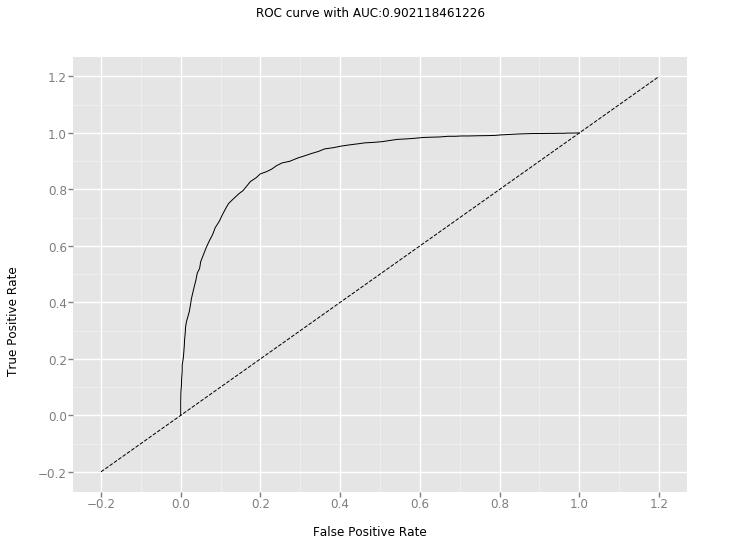 ROC curve with AUC:0.902118461226
1.2
1.0
0.8
0.6
0.4
0.2
0.0
−0.2
True Positive Rate
−0.2 0.0 0.2 0.4 0.6 0.8 1.0 1.2
False Positive Rate